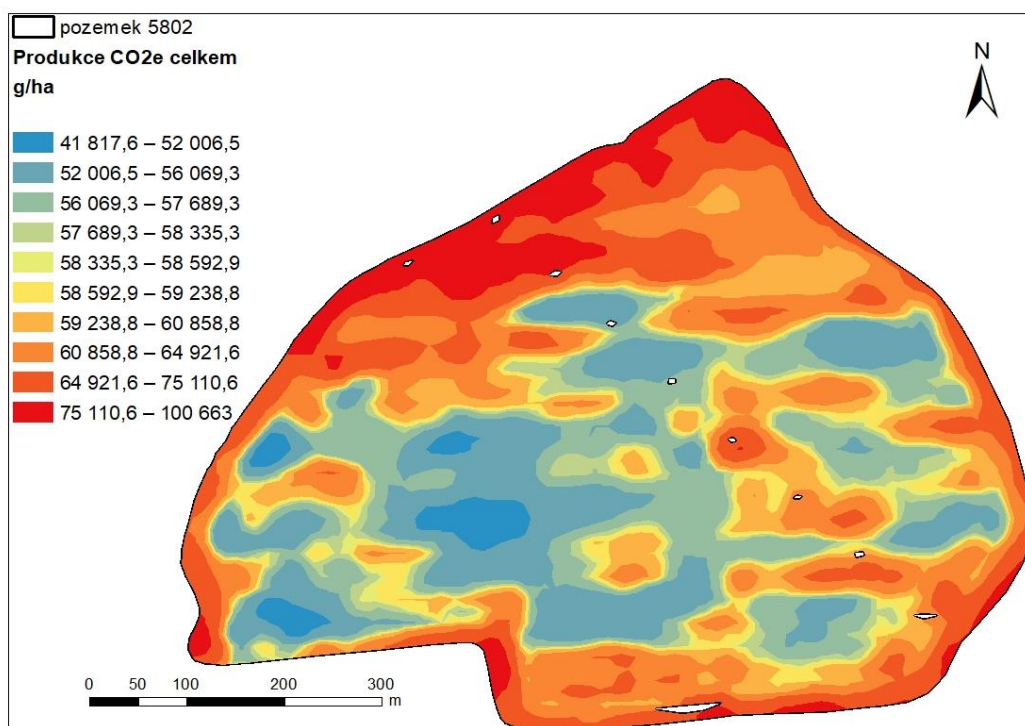 pozemek 5802
Produkce CO2e celkem
g/ha
N
41 817,6 – 52 006,5
52 006,5 – 56 069,3
56 069,3 – 57 689,3
57 689,3 – 58 335,3
58 335,3 – 58 592,9
58 592,9 – 59 238,8
59 238,8 – 60 858,8
60 858,8 – 64 921,6
64 921,6 – 75 110,6
75 110,6 – 100 663
0 50 100 200 300
m